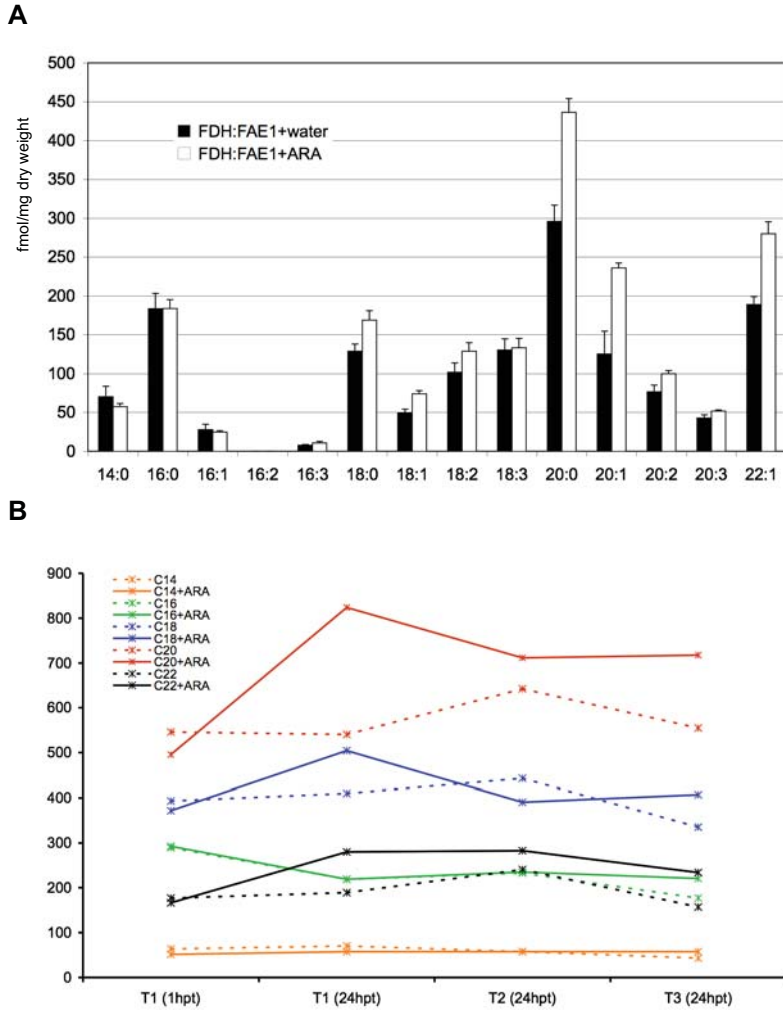 A
fmol/mg dry weight
500
450
400
350
300
250
200
150
100
50
0
FDH:FAE1+water
FDH:FAE1+ARA
14:0 16:0 16:1 16:2 16:3 18:0 18:1 18:2 18:3 20:0 20:1 20:2 20:3 22:1
B
900
800
700
600
500
400
300
200
100
0
C14
C14+ARA
C16
C16+ARA
C18
C18+ARA
C20
C20+ARA
C22
C22+ARA
T1 (1hpt) T1 (24hpt) T2 (24hpt) T3 (24hpt)